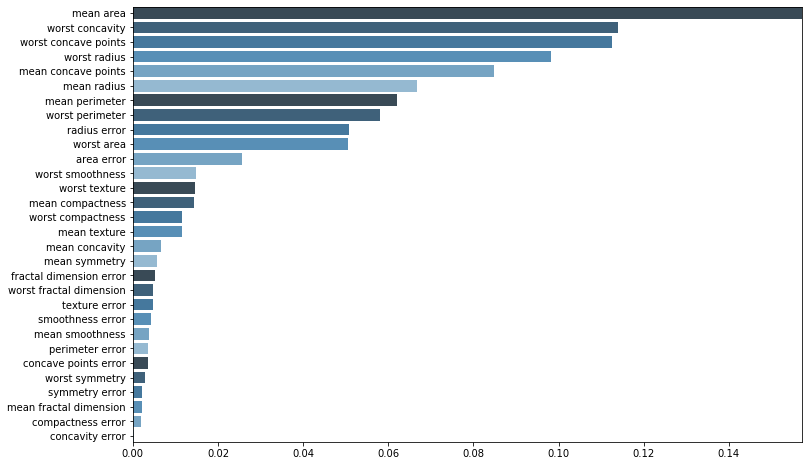 mean area
worst concavity
worst concave points
worst radius
mean concave points
mean radius
mean perimeter
worst perimeter
radius error
worst area
area error
worst smoothness
worst texture
mean compactness
worst compactness
mean texture
mean concavity
mean symmetry
fractal dimension error
worst fractal dimension
texture error
smoothness error
mean smoothness
perimeter error
concave points error
worst symmetry
symmetry error
mean fractal dimension
compactness error
concavity error
0.00 0.02 0.04 0.06 0.08 0.10 0.12 0.14